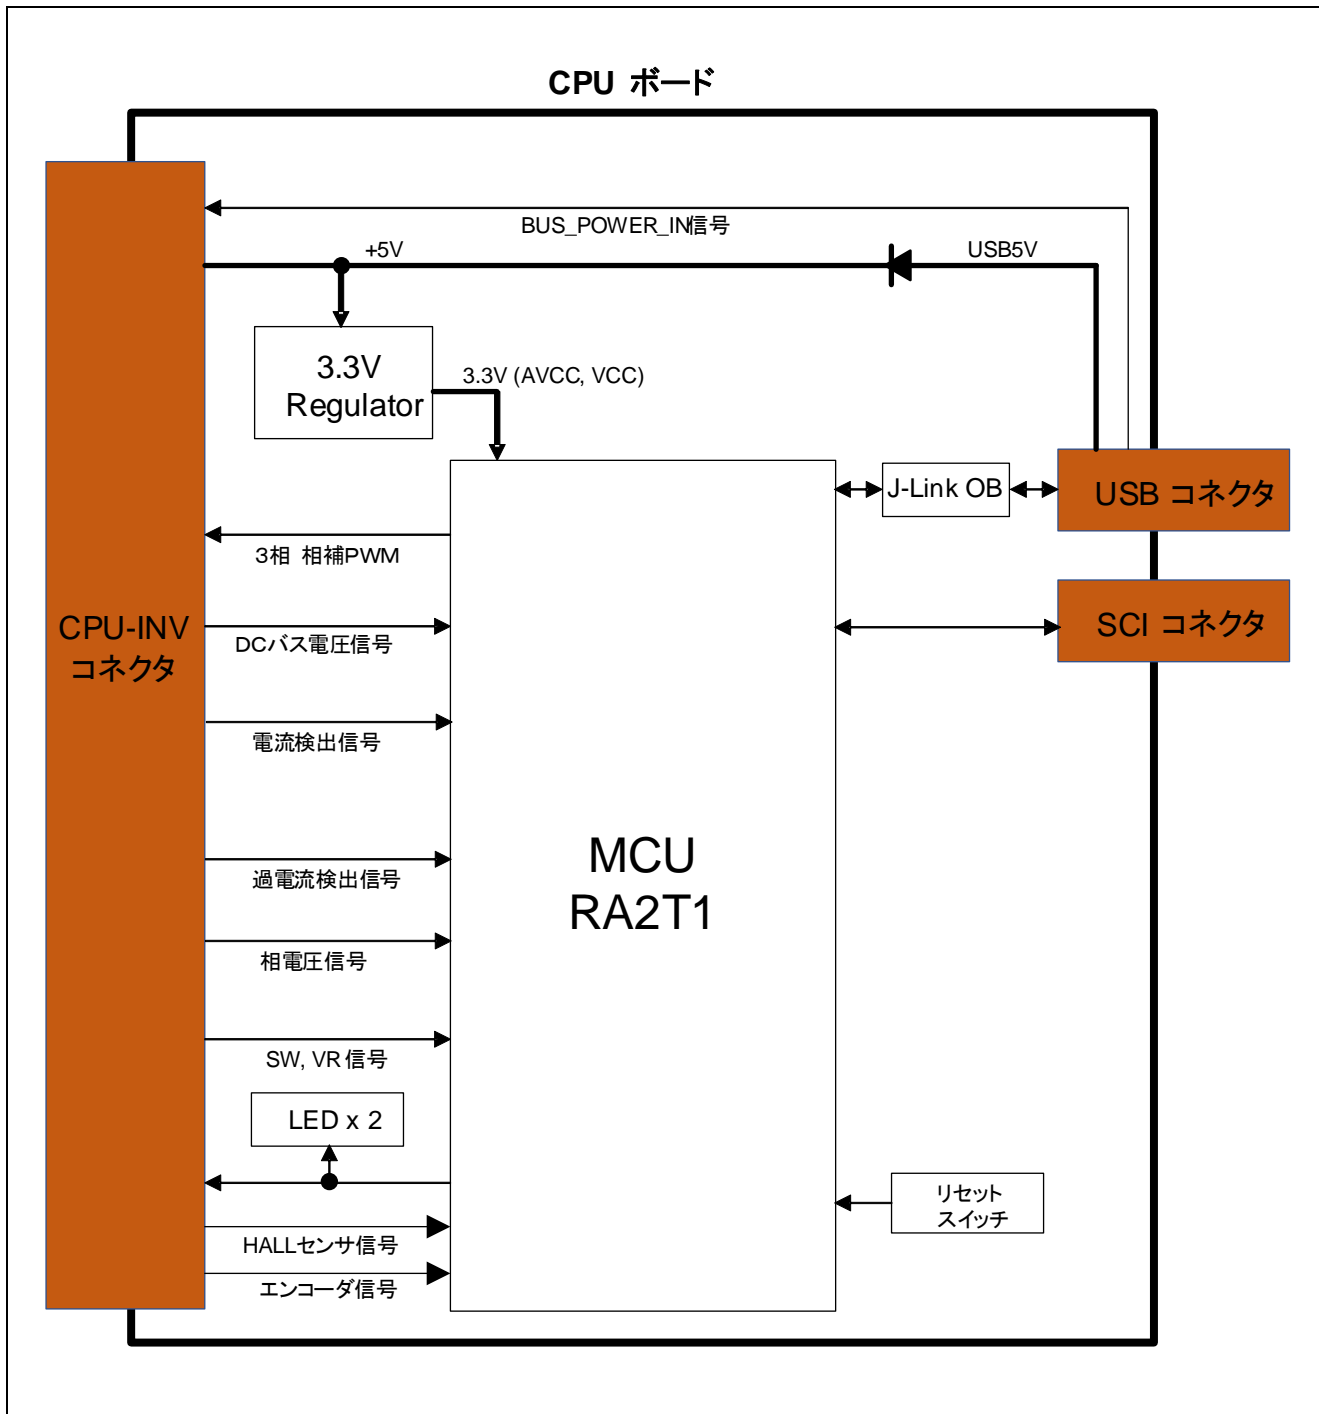 CPU ボード
BUS_POWER_IN信号
+5V
USB5V
3.3V
Regulator
3.3V (AVCC, VCC)
J-Link OB
USB コネクタ
3相 相補PWM
CPU-INV
コネクタ
DCバス電圧信号
SCI コネクタ
電流検出信号
MCU
RA2T1
過電流検出信号
相電圧信号
SW, VR 信号
LED x 2
リセット
スイッチ
HALLセンサ信号
エンコーダ信号